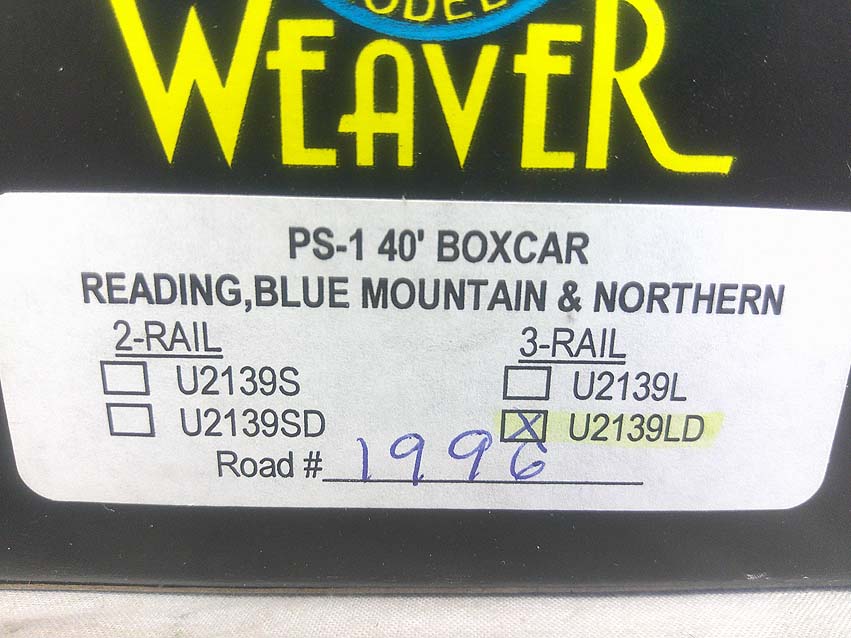 WEAVER
PS-1 40' BOXCAR
READING,BLUE MOUNTAIN & NORTHERN
2-RAIL 3-RAIL
U2139S U2139L
U2139SD X U2139LD
Road # 1996